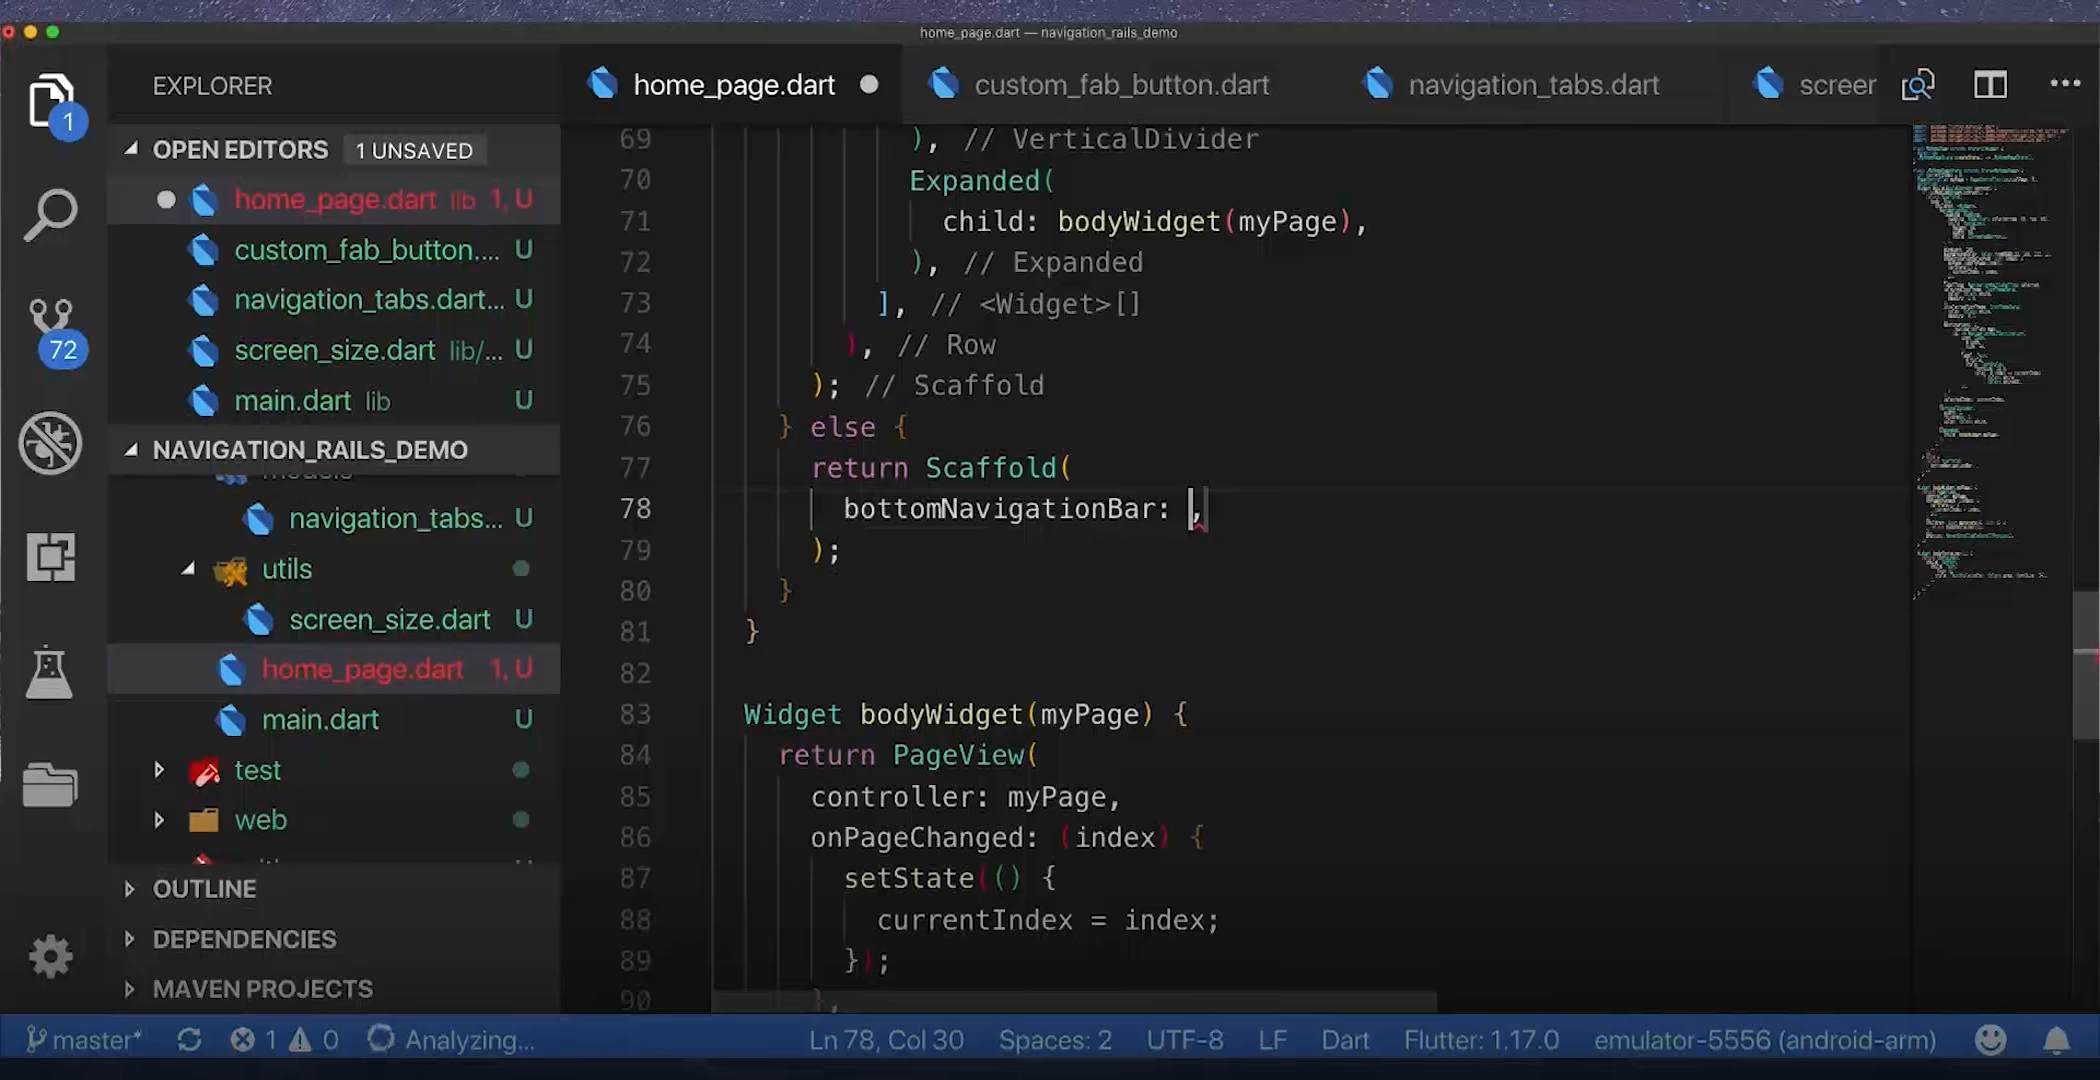 home_page.dart — navigation_rails_demo
EXPLORER
home_page.dart
custom_fab_button.dart
navigation_tabs.dart
screer
OPEN EDITORS 1 UNSAVED
home_page.dart lib 1, U
custom_fab_button.... U
navigation_tabs.dart... U
screen_size.dart lib/... U
main.dart lib U
NAVIGATION_RAILS_DEMO
models
navigation_tabs... U
utils
screen_size.dart U
home_page.dart 1, U
main.dart U
test
web
OUTLINE
DEPENDENCIES
MAVEN PROJECTS
1
72
69 ), // VerticalDivider
70 Expanded(
71 child: bodyWidget(myPage),
72 ), // Expanded
73 ], // <Widget>[]
74 ), // Row
75 ); // Scaffold
76 } else {
77 return Scaffold(
78 bottomNavigationBar: ,
79 );
80 }
81 }
82
83 Widget bodyWidget(myPage) {
84 return PageView(
85 controller: myPage,
86 onPageChanged: (index) {
87 setState(() {
88 currentIndex = index;
89 });
90 },
master* 1 0 Analyzing... Ln 78, Col 30 Spaces: 2 UTF-8 LF Dart Flutter: 1.17.0 emulator-5556 (android-arm)